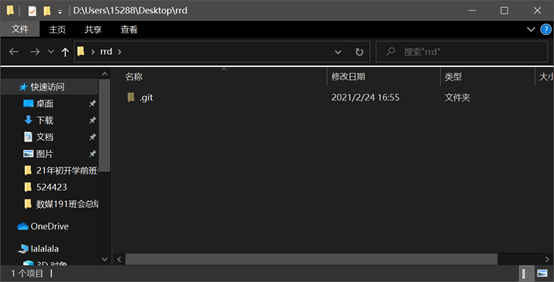 D:\Users\15288\Desktop\rrd
文件
主页
共享
查看
rrd
搜索"rrd"
名称
修改日期
类型
大小
快速访问
桌面
下载
文档
图片
21年初开学前班
524423
数媒191班会总结
OneDrive
lalalala
3D 对象
.git
2021/2/24 16:55
文件夹
1 个项目